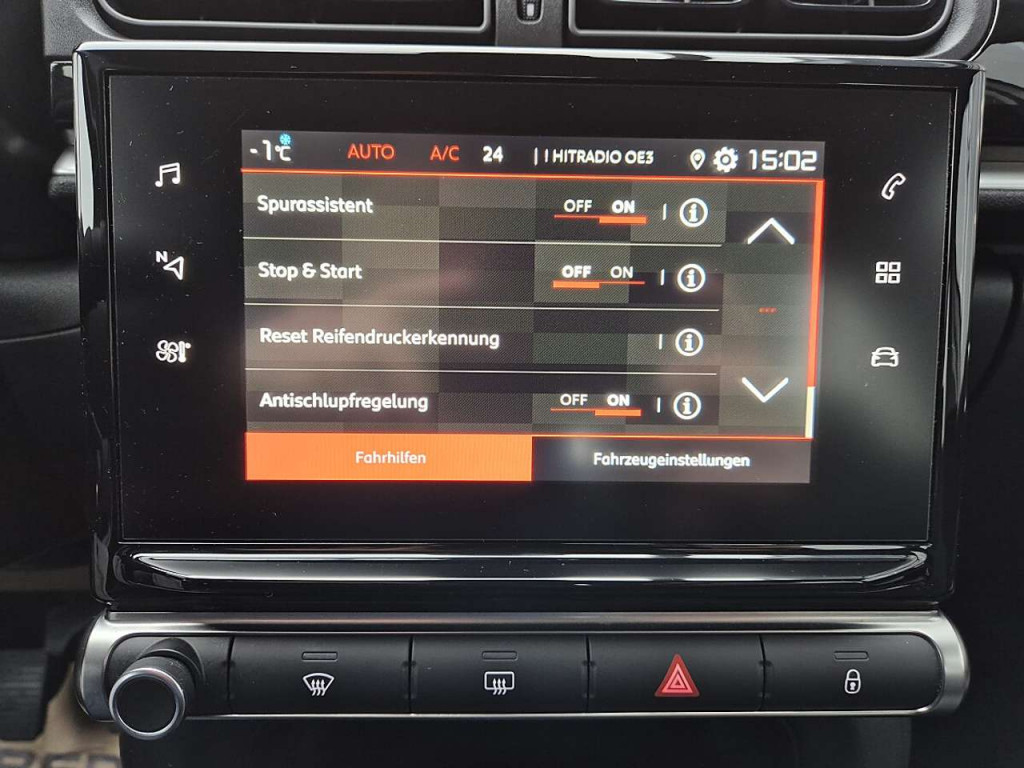 -1°C AUTO A/C 24 | | HITRADIO OE3 15:02
Spurassistent OFF ON | i
Stop & Start OFF ON | i
Reset Reifendruckerkennung | i
Antischlupfregelung OFF ON | i
Fahrhilfen Fahrzeugeinstellungen
N